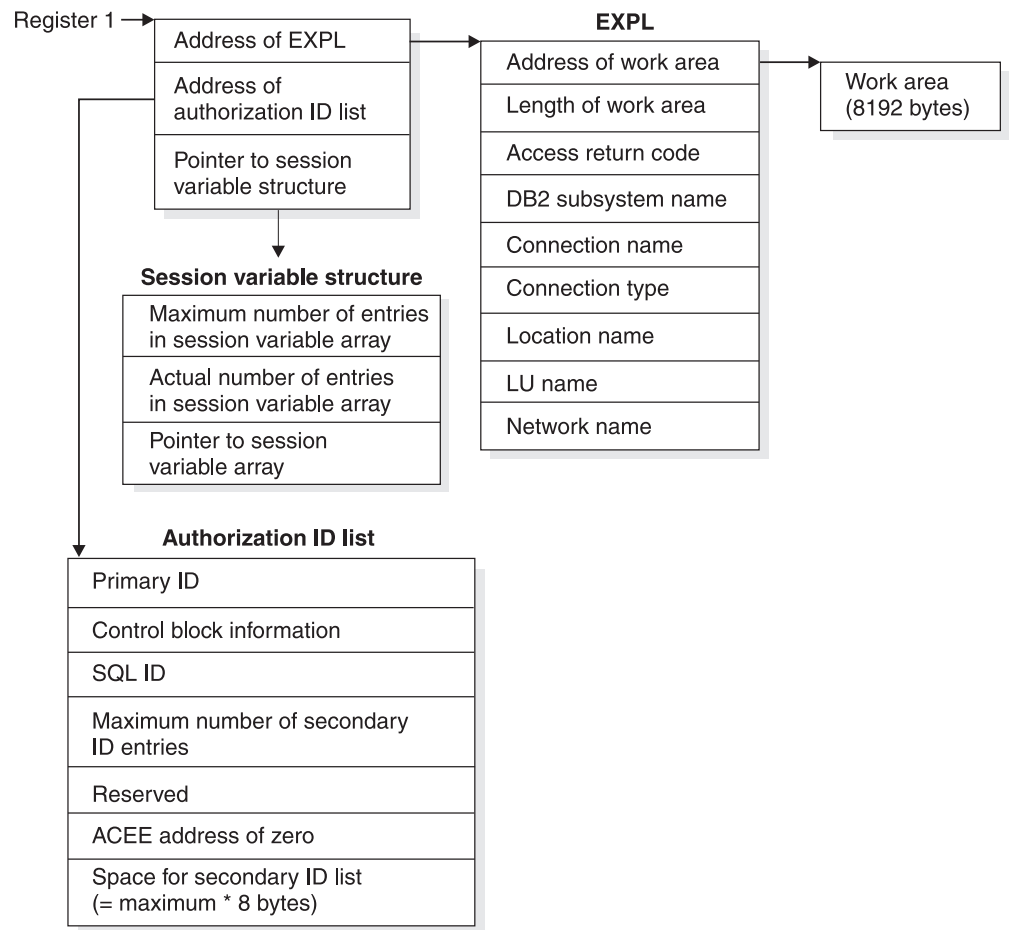 Register 1
Address of EXPL
Address of
authorization ID list
Pointer to session
variable structure
EXPL
Address of work area
Length of work area
Access return code
DB2 subsystem name
Connection name
Connection type
Location name
LU name
Network name
Work area
(8192 bytes)
Session variable structure
Maximum number of entries
in session variable array
Actual number of entries
in session variable array
Pointer to session
variable array
Authorization ID list
Primary ID
Control block information
SQL ID
Maximum number of secondary
ID entries
Reserved
ACEE address of zero
Space for secondary ID list
(= maximum * 8 bytes)